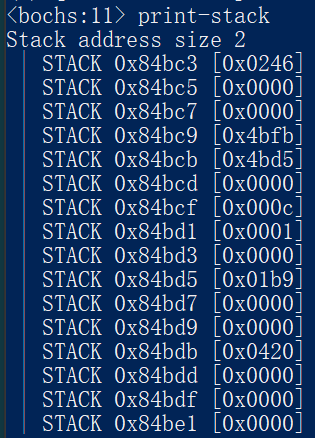 <bochs:11> print-stack
Stack address size 2
| STACK 0x84bc3 [0x0246]
| STACK 0x84bc5 [0x0000]
| STACK 0x84bc7 [0x0000]
| STACK 0x84bc9 [0x4bfb]
| STACK 0x84bcb [0x4bd5]
| STACK 0x84bcd [0x0000]
| STACK 0x84bcf [0x000c]
| STACK 0x84bd1 [0x0001]
| STACK 0x84bd3 [0x0000]
| STACK 0x84bd5 [0x01b9]
| STACK 0x84bd7 [0x0000]
| STACK 0x84bd9 [0x0000]
| STACK 0x84bdb [0x0420]
| STACK 0x84bdd [0x0000]
| STACK 0x84bdf [0x0000]
| STACK 0x84be1 [0x0000]